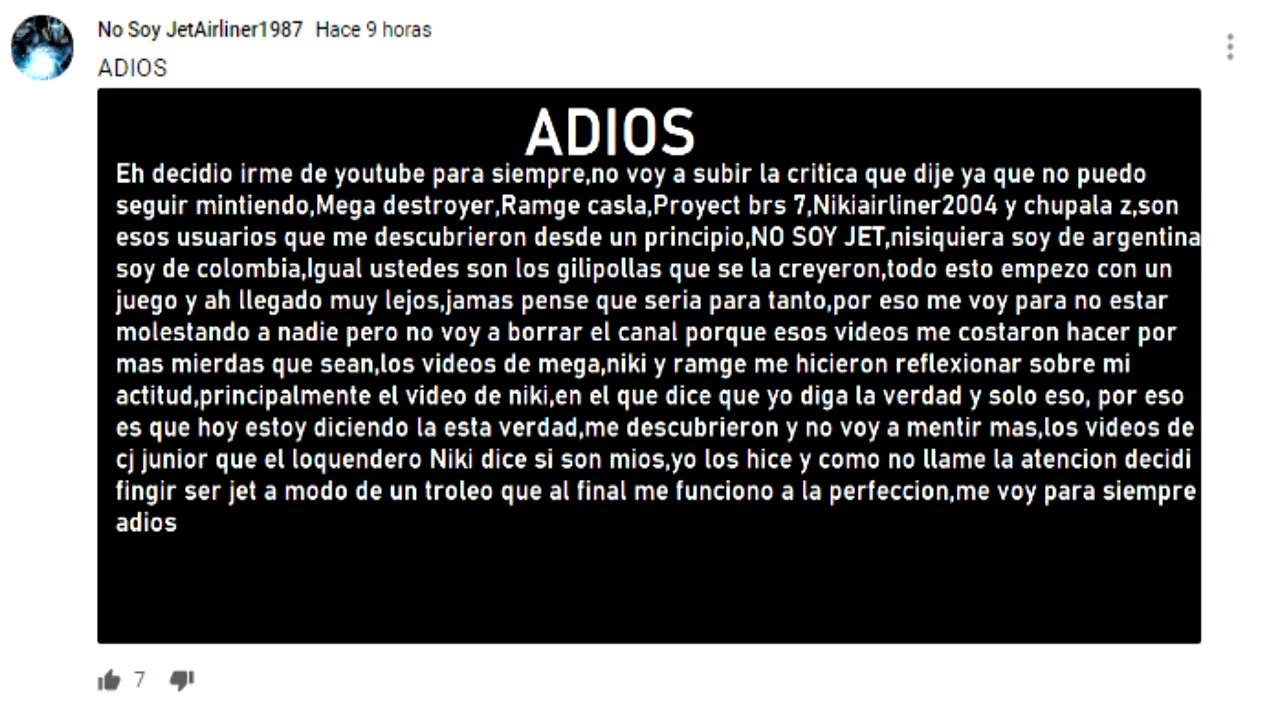 No Soy JetAirliner1987 Hace 9 horas
ADIOS
ADIOS
Eh decidio irme de youtube para siempre,no voy a subir la critica que dije ya que no puedo
seguir mintiendo,Mega destroyer,Ramge casla,Proyect brs 7,Nikiairliner2004 y chupala z,son
esos usuarios que me descubrieron desde un principio,NO SOY JET,nisiquiera soy de argentina
soy de colombia,Igual ustedes son los gilipollas que se la creyeron,todo esto empezo con un
juego y ah llegado muy lejos,jamas pense que seria para tanto,por eso me voy para no estar
molestando a nadie pero no voy a borrar el canal porque esos videos me costaron hacer por
mas mierdas que sean,los videos de mega,niki y ramge me hicieron reflexionar sobre mi
actitud,principalmente el video de niki,en el que dice que yo diga la verdad y solo eso, por eso
es que hoy estoy diciendo la esta verdad,me descubrieron y no voy a mentir mas,los videos de
cj junior que el loquendero Niki dice si son mios,yo los hice y como no llame la atencion decidi
fingir ser jet a modo de un troleo que al final me funciono a la perfeccion,me voy para siempre
adios
7